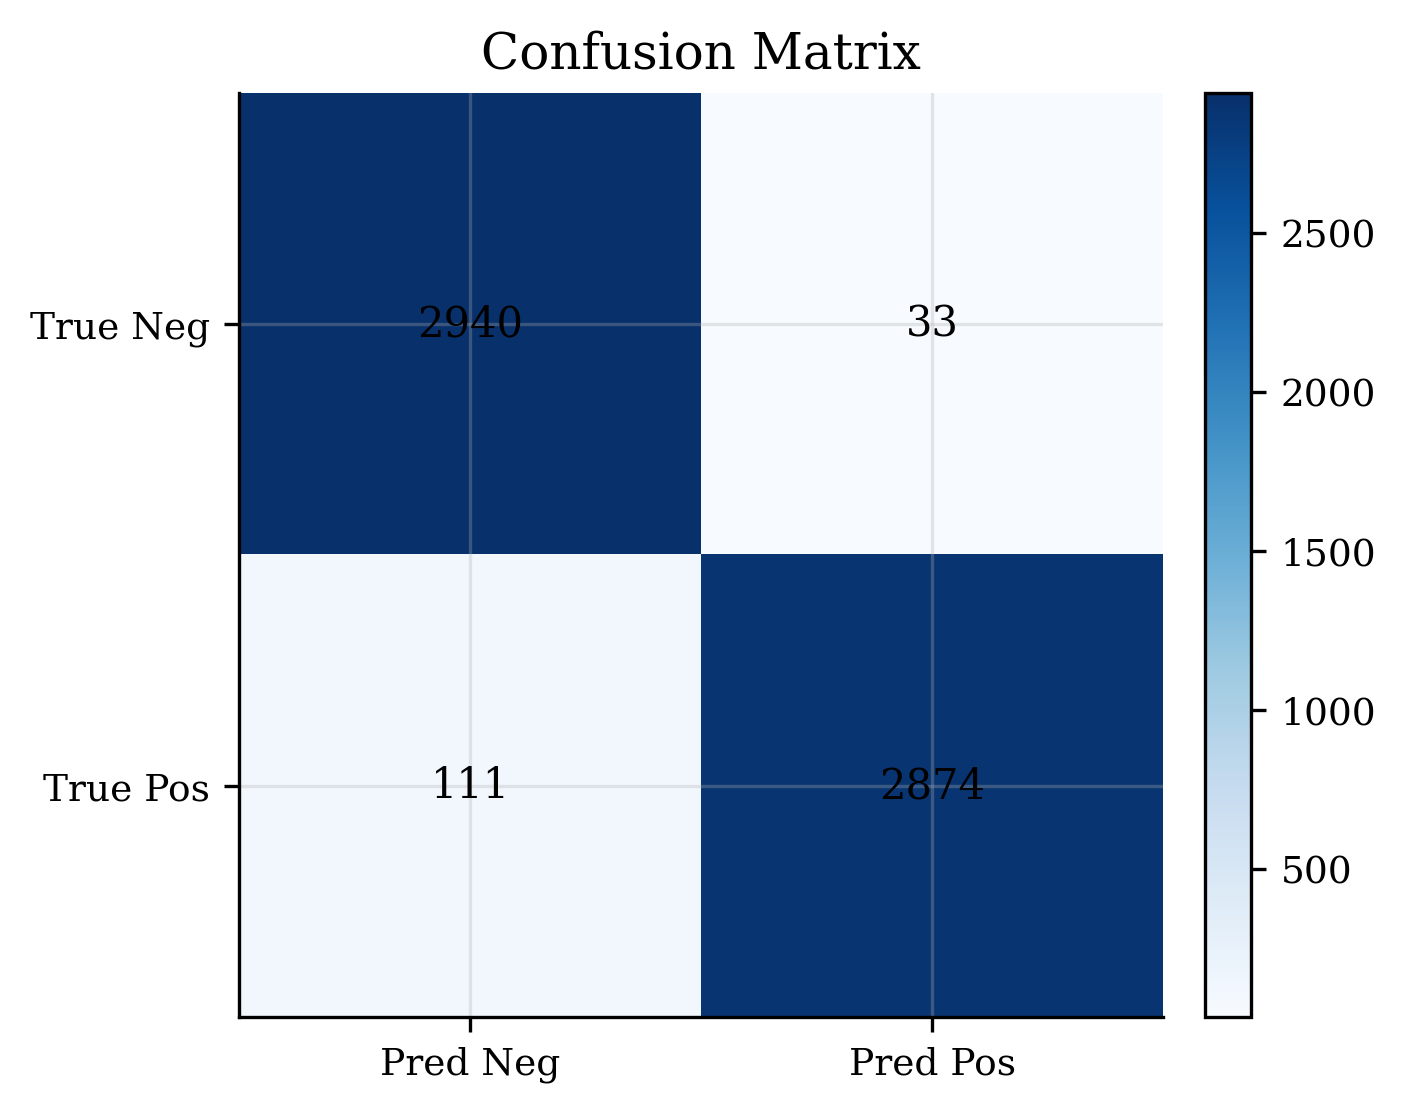 Confusion Matrix
True Neg
2940
33
True Pos
111
2874
Pred Neg
Pred Pos
2500
2000
1500
1000
500